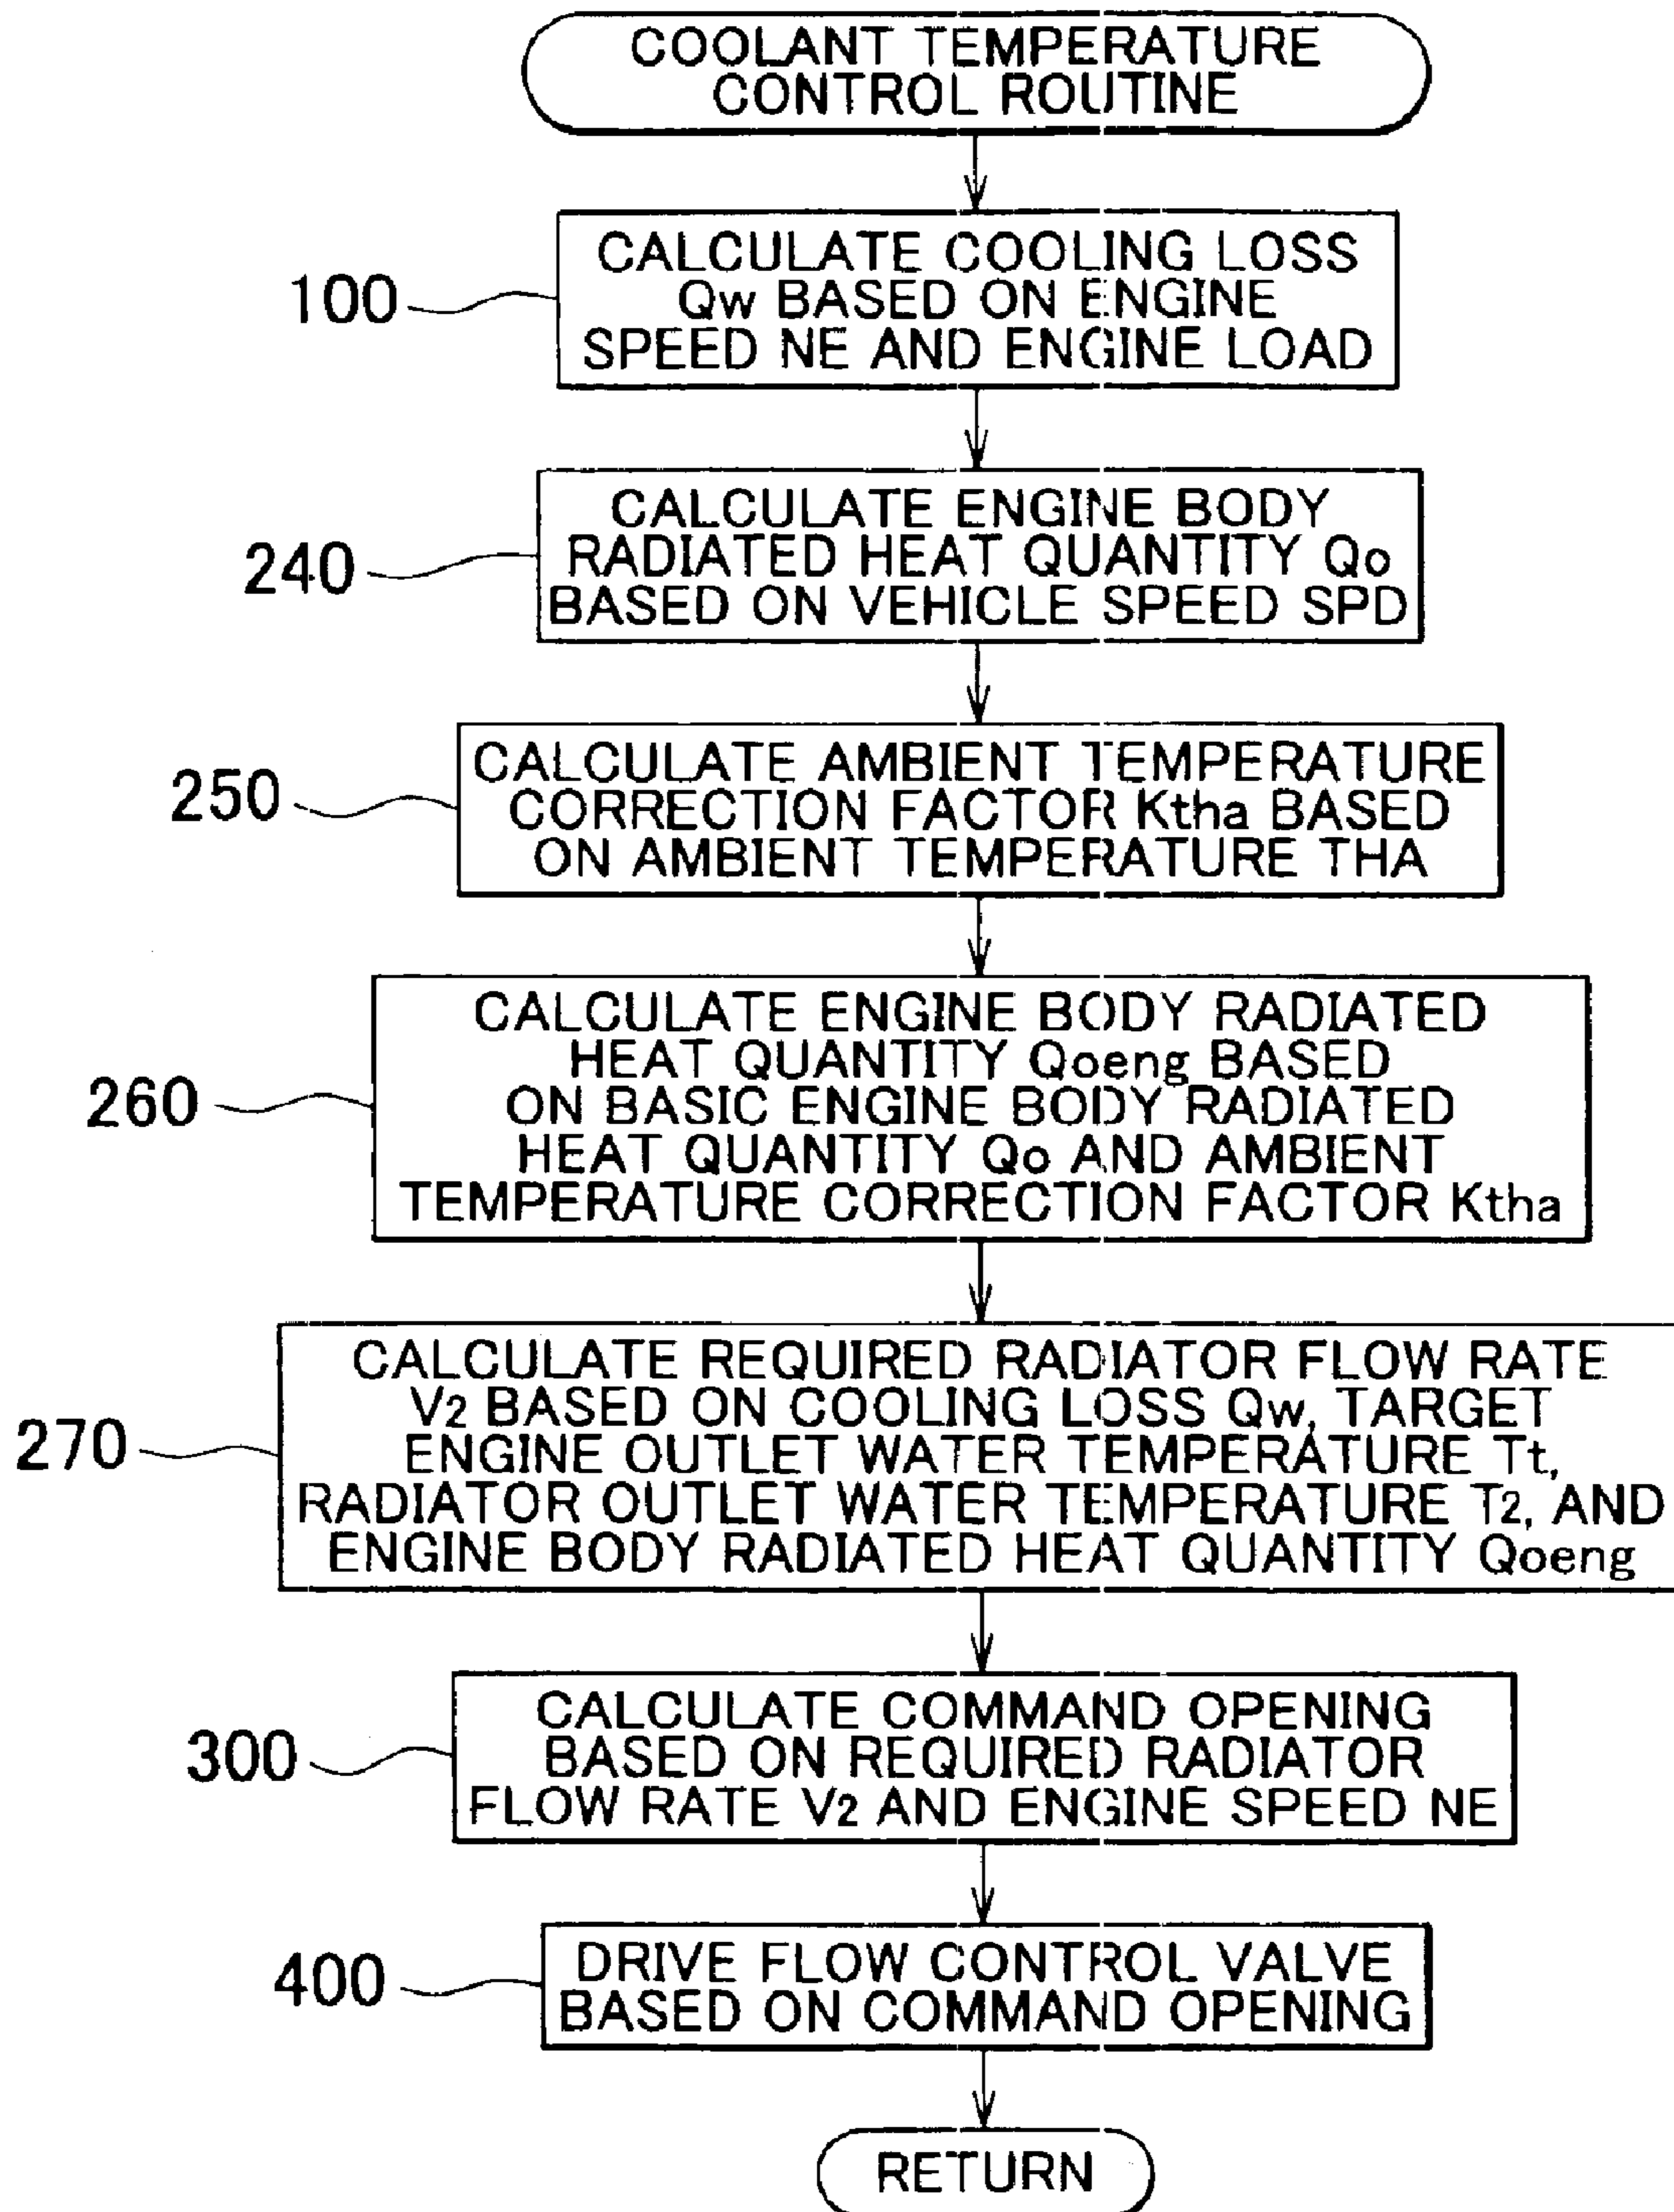 COOLANT TEMPERATURE
CONTROL ROUTINE
100
CALCULATE COOLING LOSS
Qw BASED ON ENGINE
SPEED NE AND ENGINE LOAD
240
CALCULATE ENGINE BODY
RADIATED HEAT QUANTITY Qo
BASED ON VEHICLE SPEED SPD
250
CALCULATE AMBIENT TEMPERATURE
CORRECTION FACTOR Ktha BASED
ON AMBIENT TEMPERATURE THA
260
CALCULATE ENGINE BODY RADIATED
HEAT QUANTITY Qoeng BASED
ON BASIC ENGINE BODY RADIATED
HEAT QUANTITY Qo AND AMBIENT
TEMPERATURE CORRECTION FACTOR Ktha
270
CALCULATE REQUIRED RADIATOR FLOW RATE
V2 BASED ON COOLING LOSS Qw, TARGET
ENGINE OUTLET WATER TEMPERATURE Tt,
RADIATOR OUTLET WATER TEMPERATURE T2, AND
ENGINE BODY RADIATED HEAT QUANTITY Qoeng
300
CALCULATE COMMAND OPENING
BASED ON REQUIRED RADIATOR
FLOW RATE V2 AND ENGINE SPEED NE
400
DRIVE FLOW CONTROL VALVE
BASED ON COMMAND OPENING
RETURN